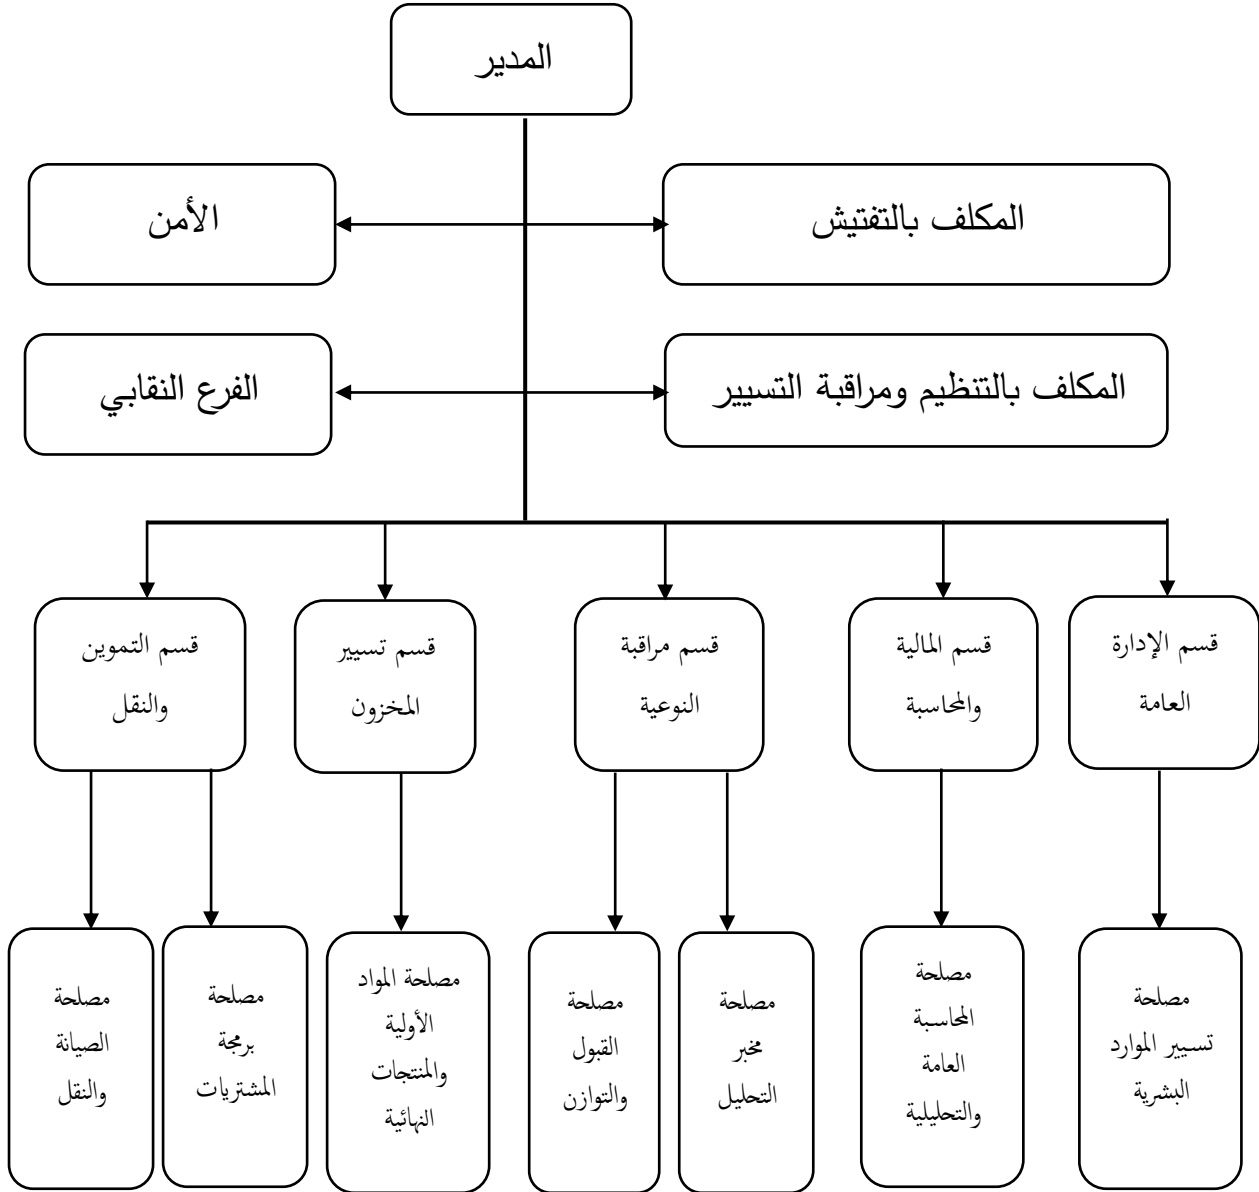 المدير
المكلف بالتفتيش
الأمن
المكلف بالتنظيم ومراقبة التسيير
الفرع النقابي
قسم الإدارة
العامة
قسم المالية
والمحاسبة
قسم مراقبة
النوعية
قسم تسيير
المخزون
قسم التموين
والنقل
مصلحة
تسيير الموارد
البشرية
مصلحة
المحاسبة
العامة
والتحليلية
مصلحة
مخبر
التحليل
مصلحة
القبول
والتوازن
مصلحة المواد
الأولية
والمنتجات
النهائية
مصلحة
برمجة
المشتريات
مصلحة
الصيانة
والنقل